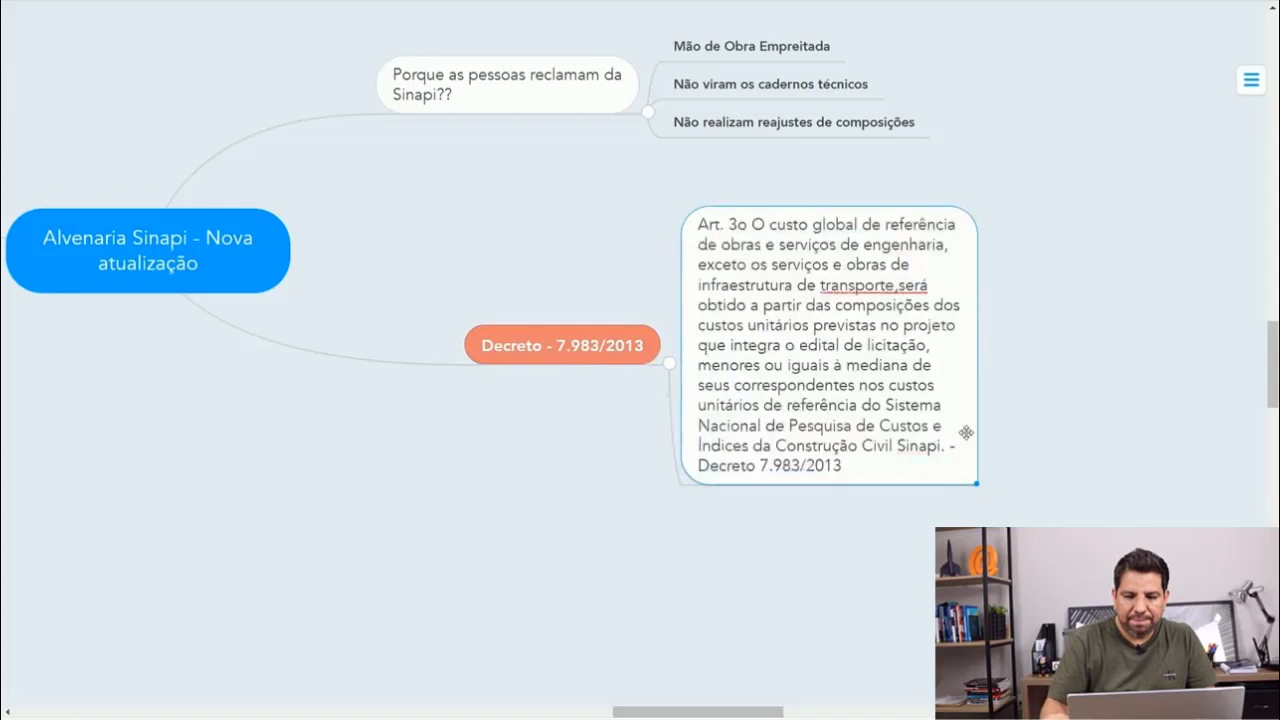 Porque as pessoas reclamam da
Sinapi??
Mão de Obra Empreitada
Não viram os cadernos técnicos
Não realizam reajustes de composições
Alvenaria Sinapi - Nova
atualização
Decreto - 7.983/2013
Art. 3o O custo global de referência
de obras e serviços de engenharia,
exceto os serviços e obras de
infraestrutura de transporte,será
obtido a partir das composições dos
custos unitários previstas no projeto
que integra o edital de licitação,
menores ou iguais à mediana de
seus correspondentes nos custos
unitários de referência do Sistema
Nacional de Pesquisa de Custos e
Índices da Construção Civil Sinapi. -
Decreto 7.983/2013